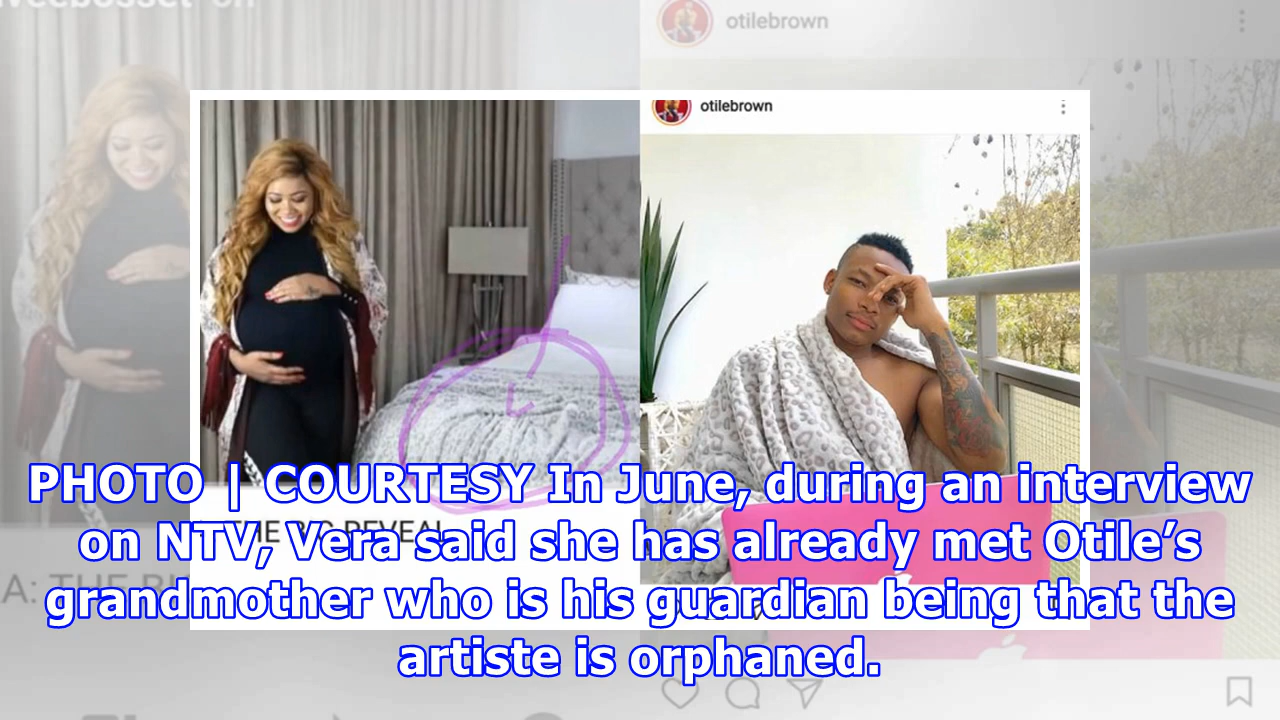 otilebrown
otilebrown
PHOTO | COURTESY In June, during an interview
on NTV, Vera said she has already met Otile’s
grandmother who is his guardian being that the
artiste is orphaned.